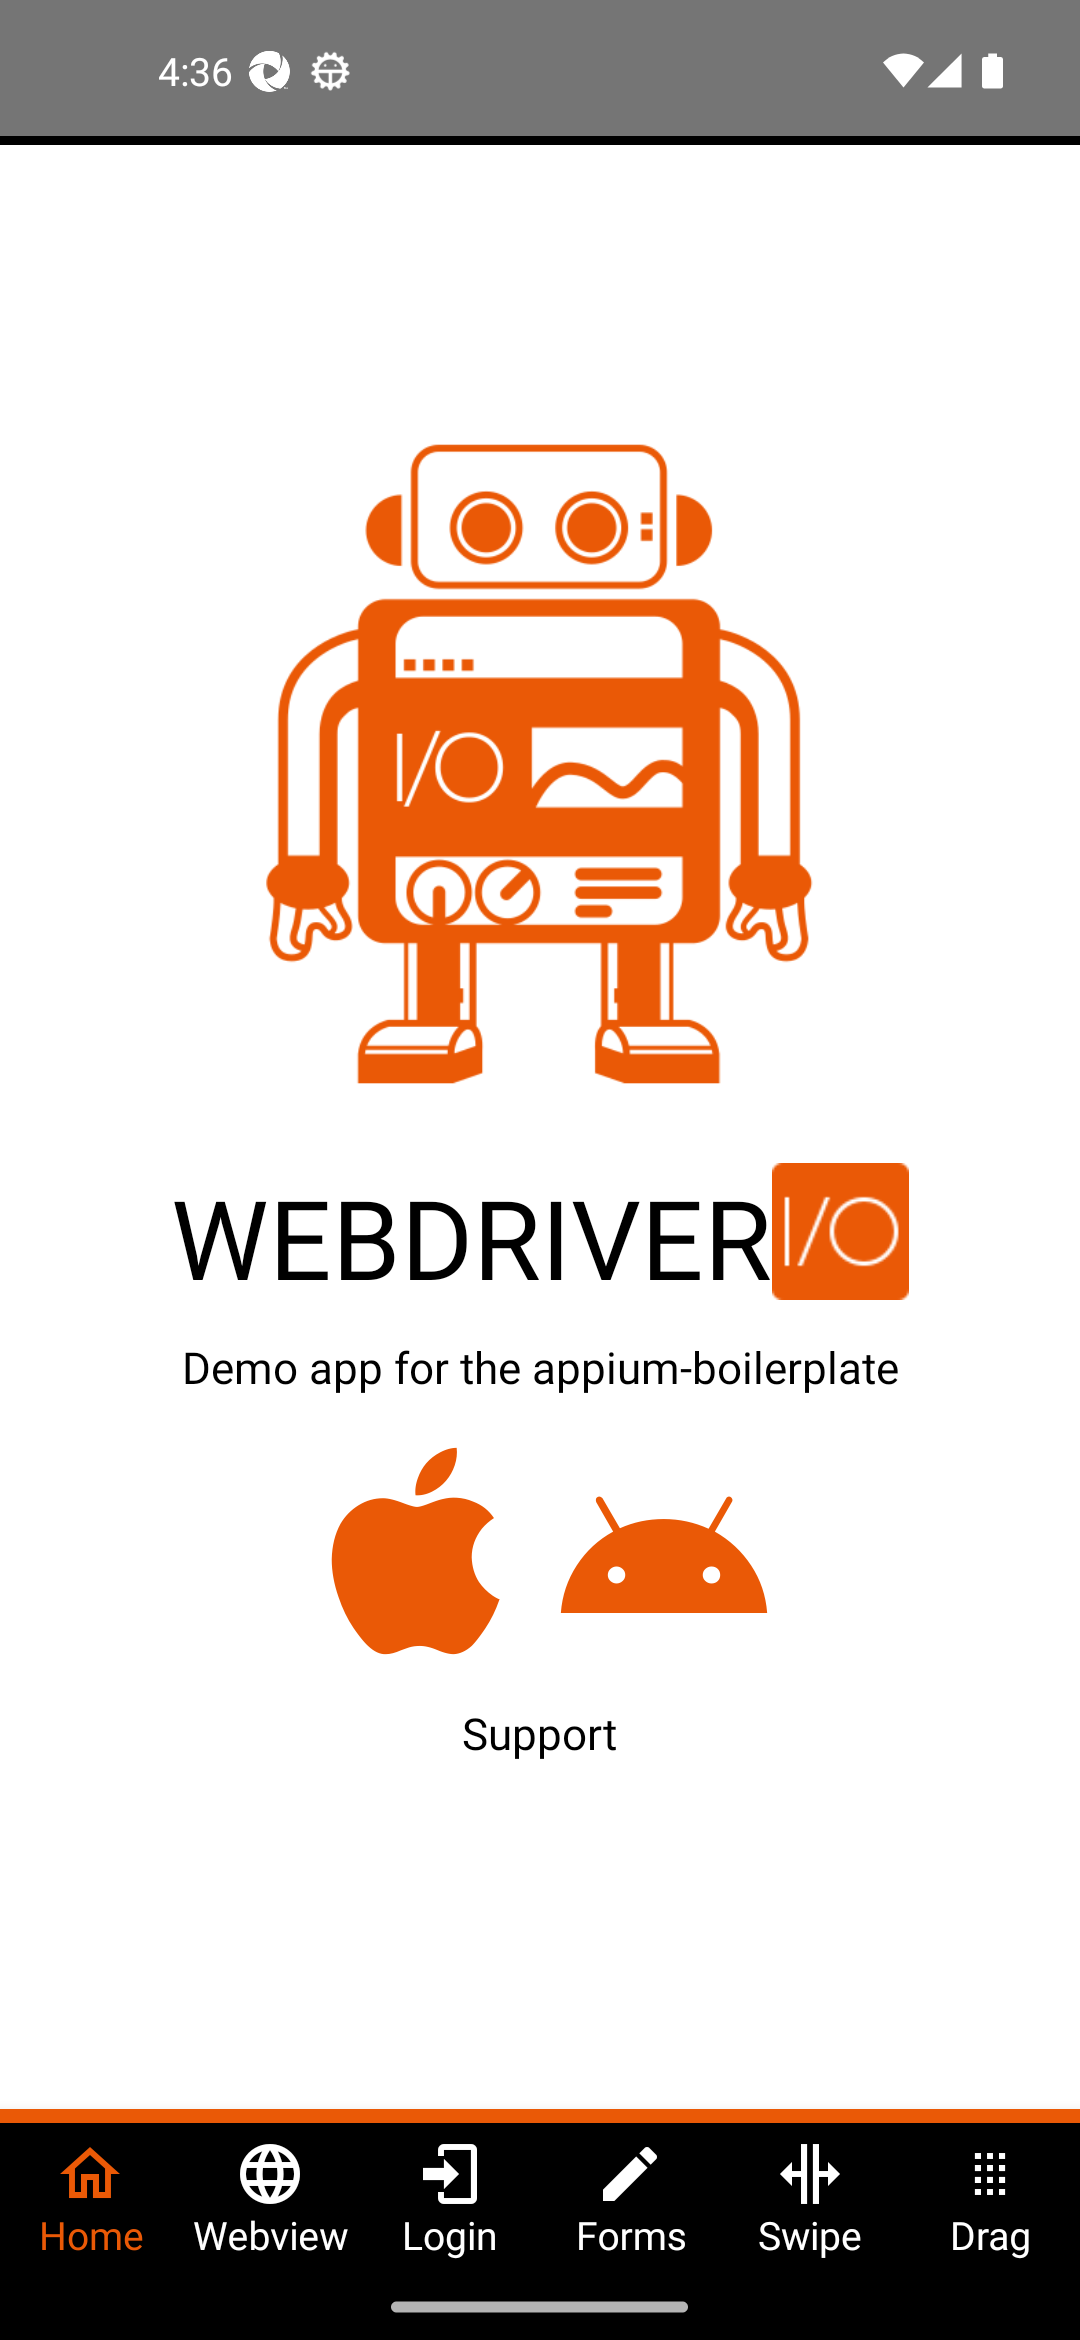 4:36
I/O
WEBDRIVER I/O
Demo app for the appium-boilerplate
Support
Home Webview Login Forms Swipe Drag